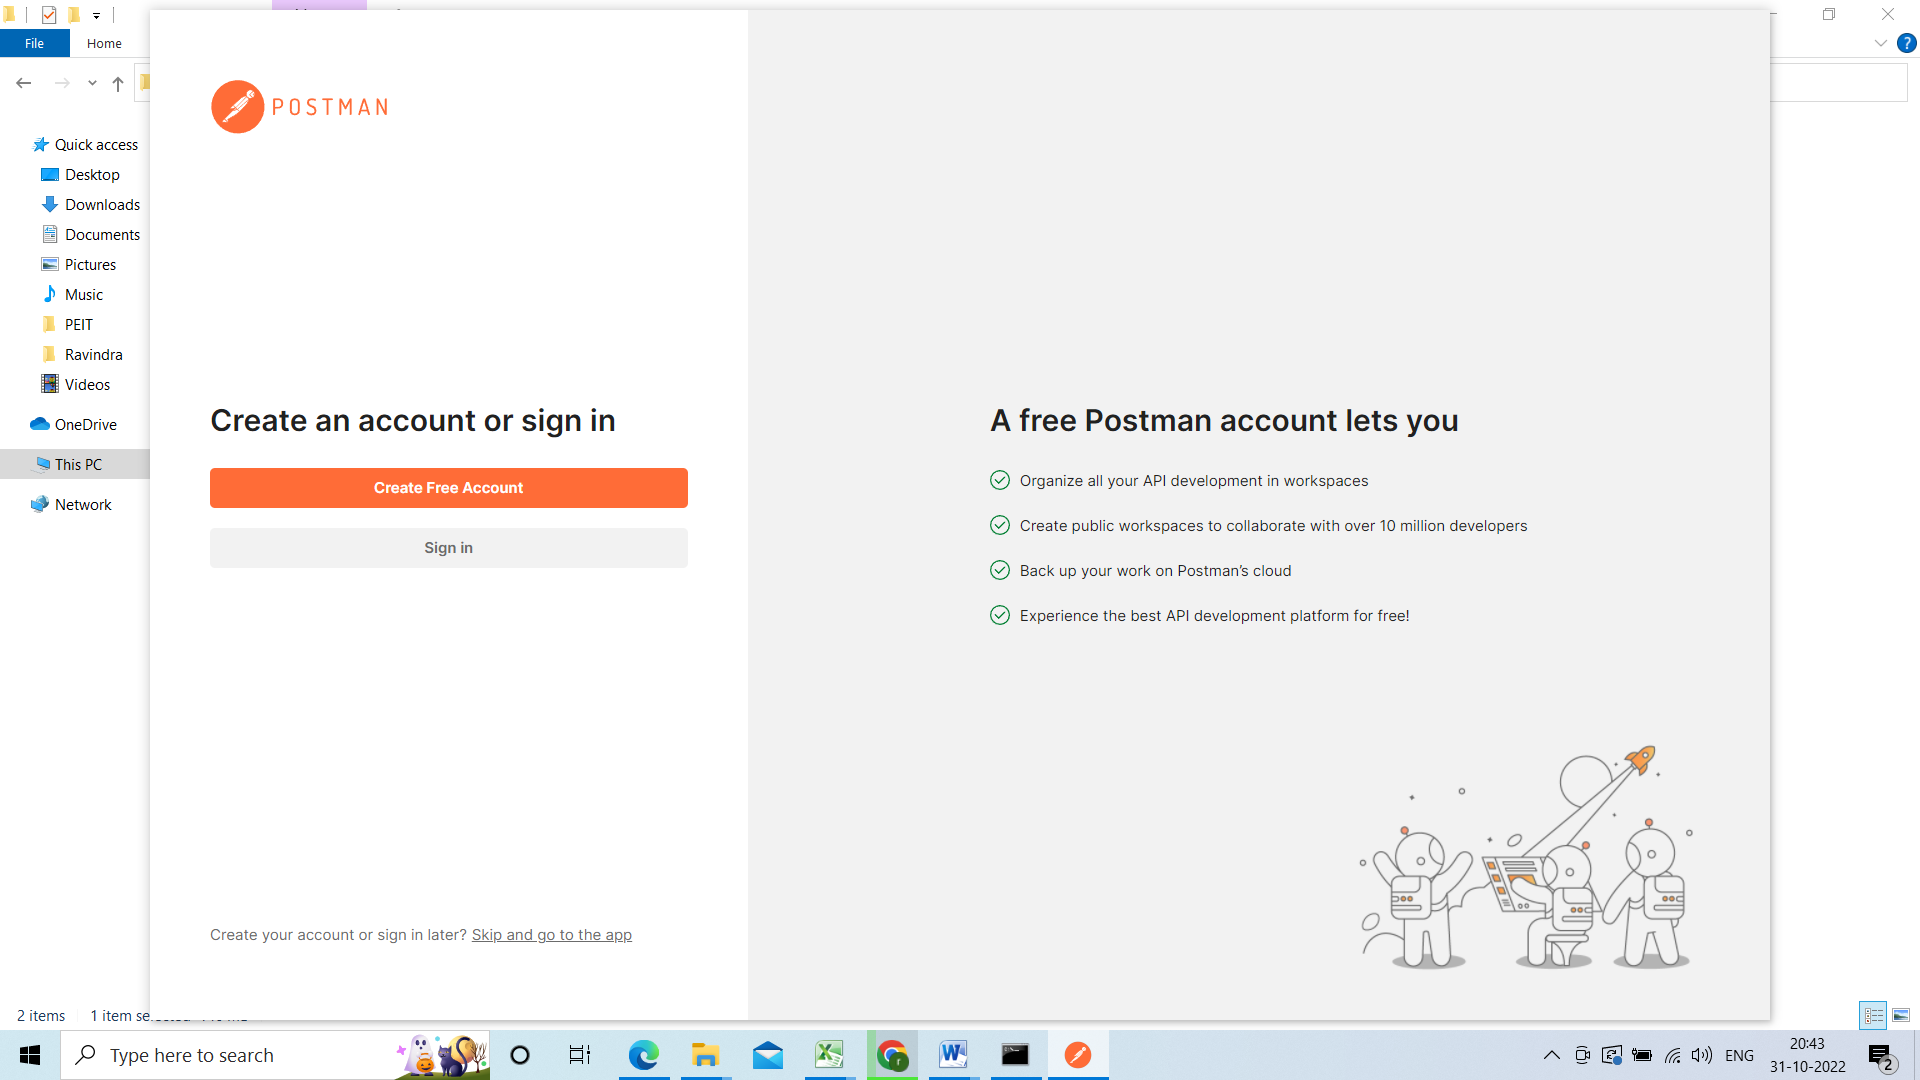 File
Home
Quick access
Desktop
Downloads
Documents
Pictures
Music
PEIT
Ravindra
Videos
OneDrive
This PC
Network
2 items
1 item
POSTMAN
Create an account or sign in
Create Free Account
Sign in
Create your account or sign in later? Skip and go to the app
A free Postman account lets you
Organize all your API development in workspaces
Create public workspaces to collaborate with over 10 million developers
Back up your work on Postman’s cloud
Experience the best API development platform for free!
?
Type here to search
r
ENG
20:43
31-10-2022
2